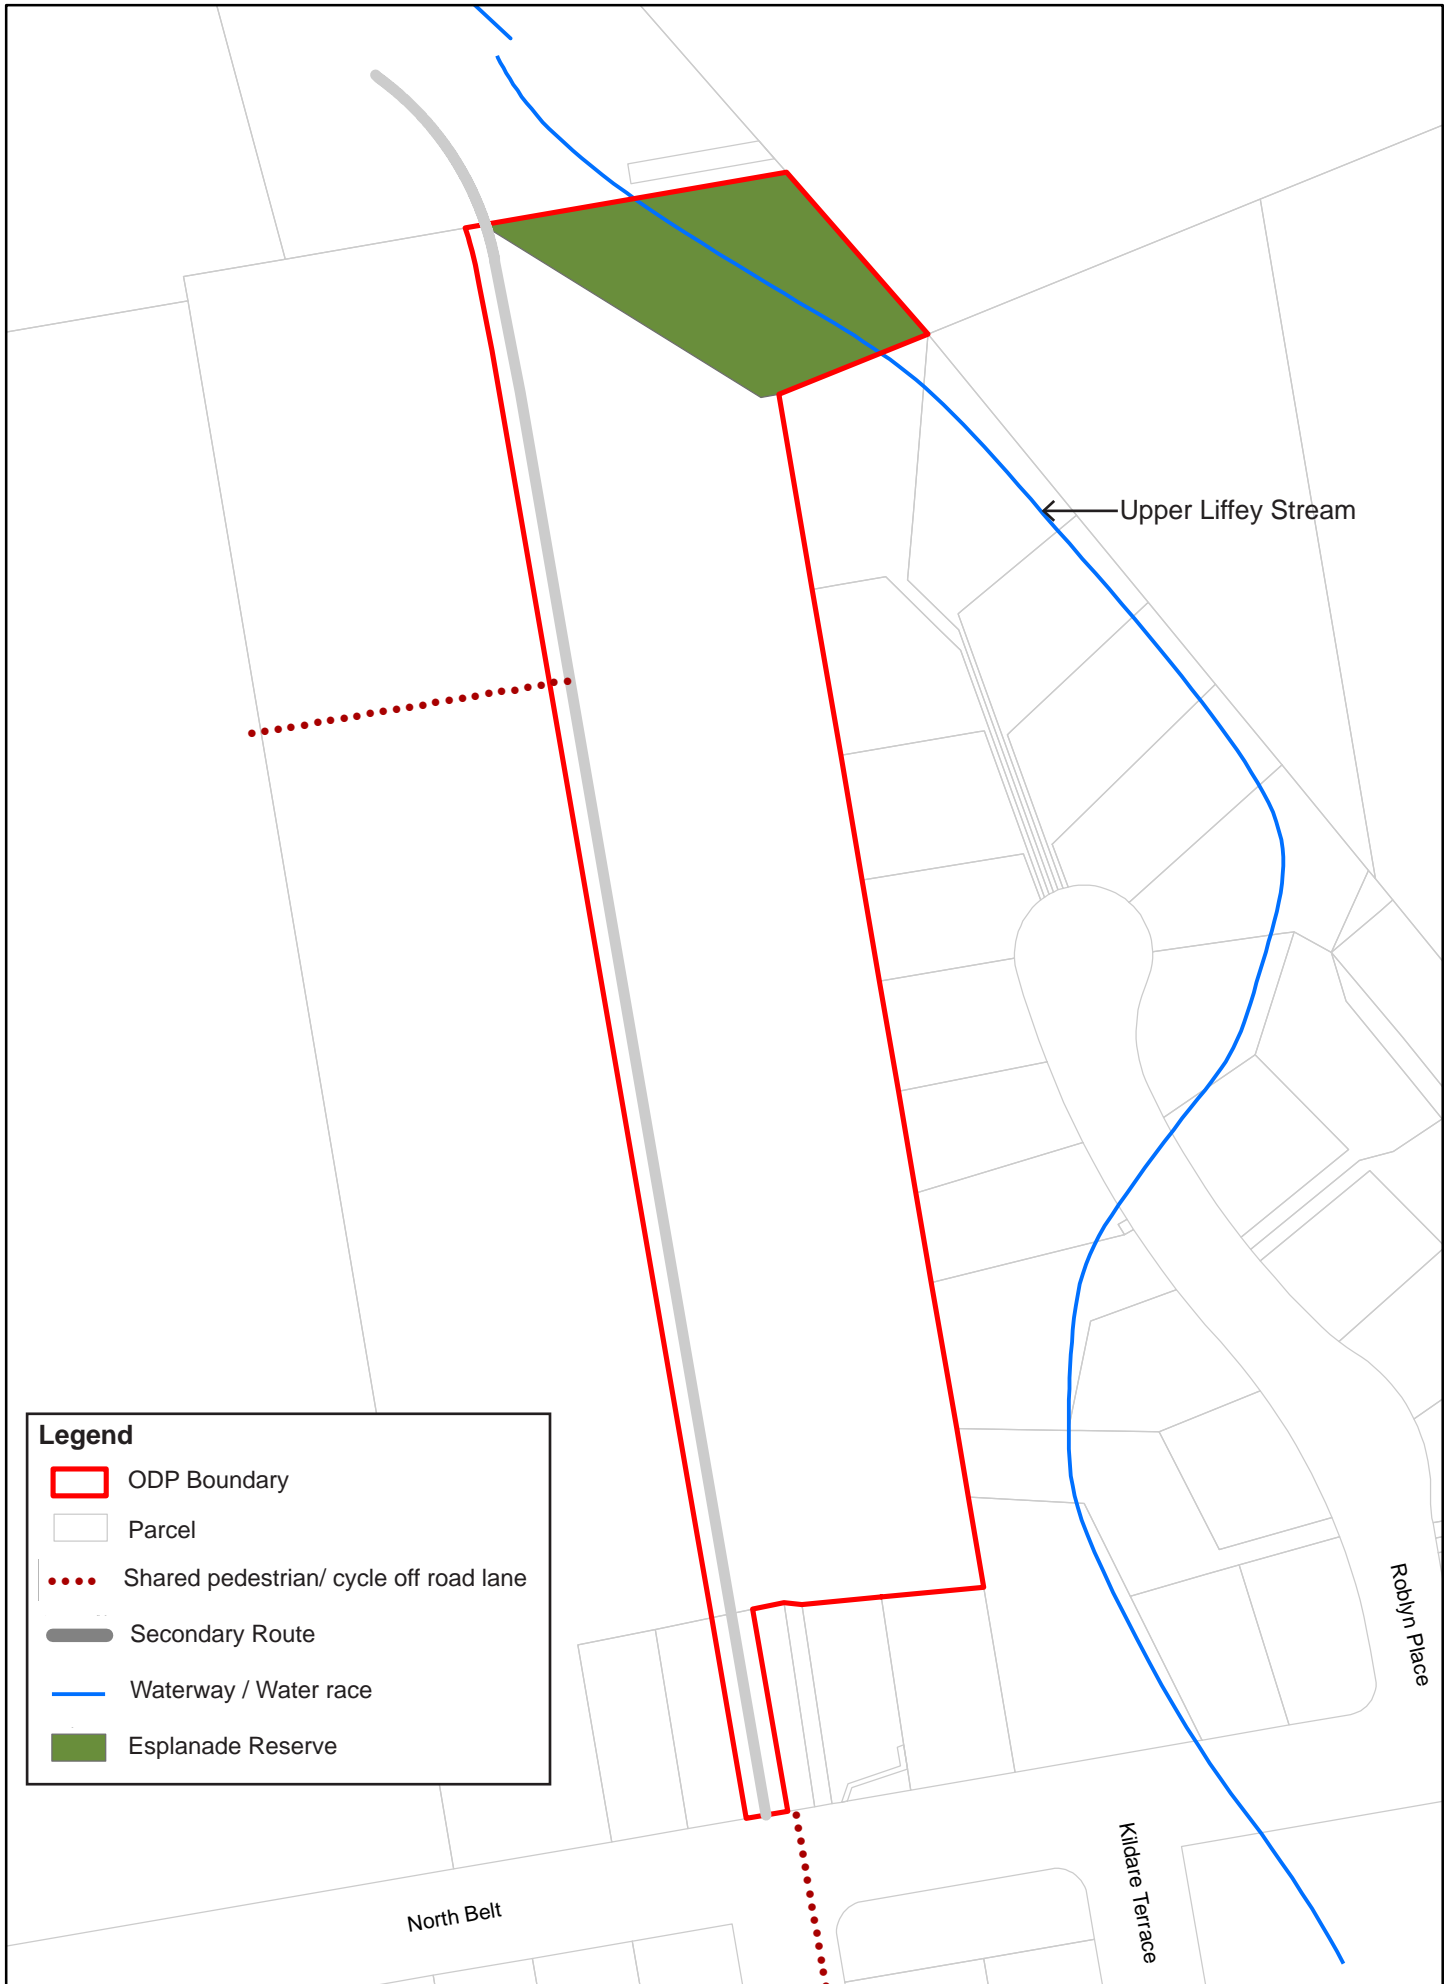 Upper Liffey Stream
Legend
ODP Boundary
Parcel
Shared pedestrian/ cycle off road lane
Secondary Route
Waterway / Water race
Esplanade Reserve
Roblyn Place
Kildare Terrace
North Belt